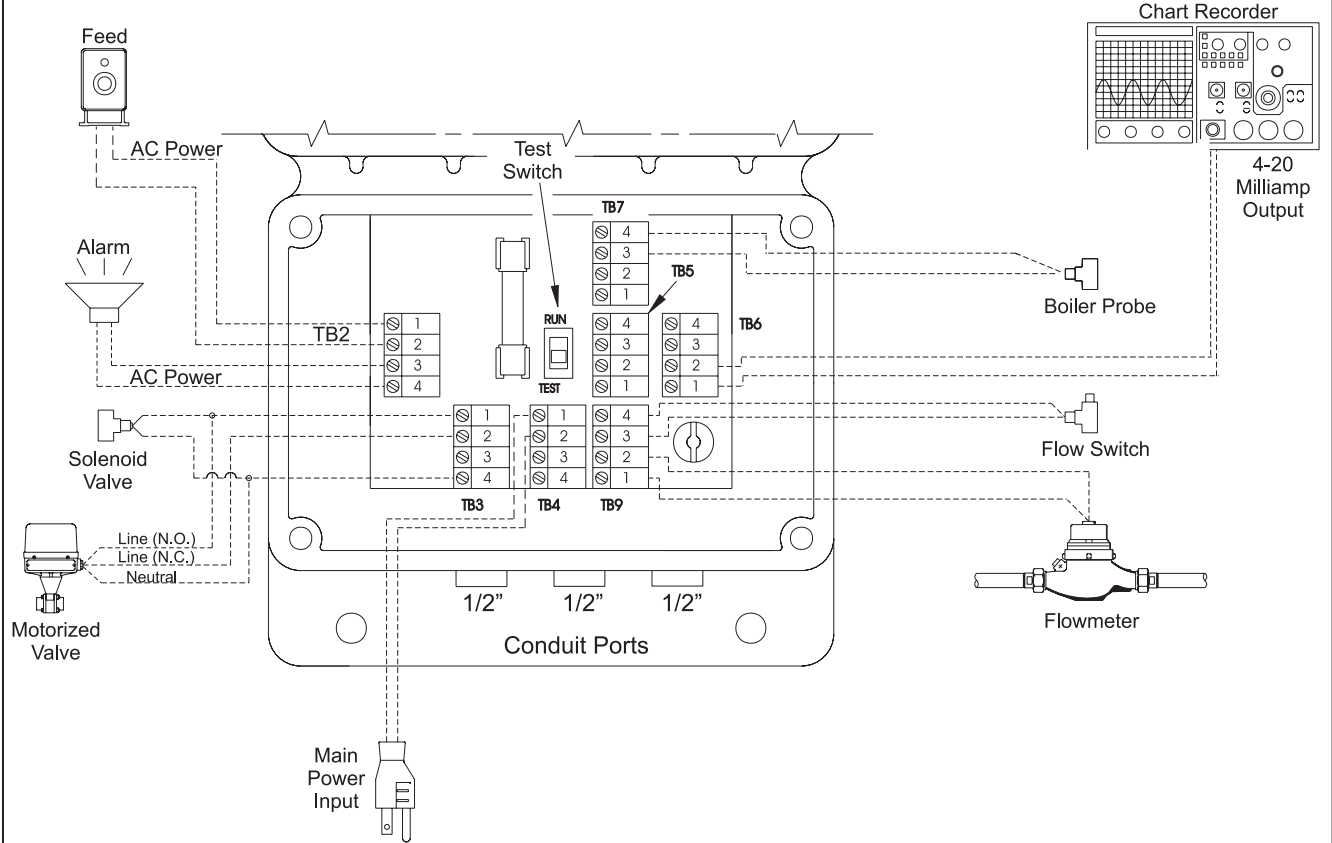 Chart Recorder
Feed
AC Power
Test
Switch
4-20
Milliamp
Output
TB7
4
3
2
1
TB5
Alarm
Boiler Probe
RUN
TB2
1
2
3
4
4
3
2
1
4
3
2
1
TB6
TEST
AC Power
1
2
3
4
1
2
3
4
4
3
2
1
Flow Switch
Solenoid
Valve
TB3
TB4
TB9
Line (N.O.)
Line (N.C.)
Neutral
Motorized
Valve
1/2”
1/2”
1/2”
Conduit Ports
Flowmeter
Main
Power
Input